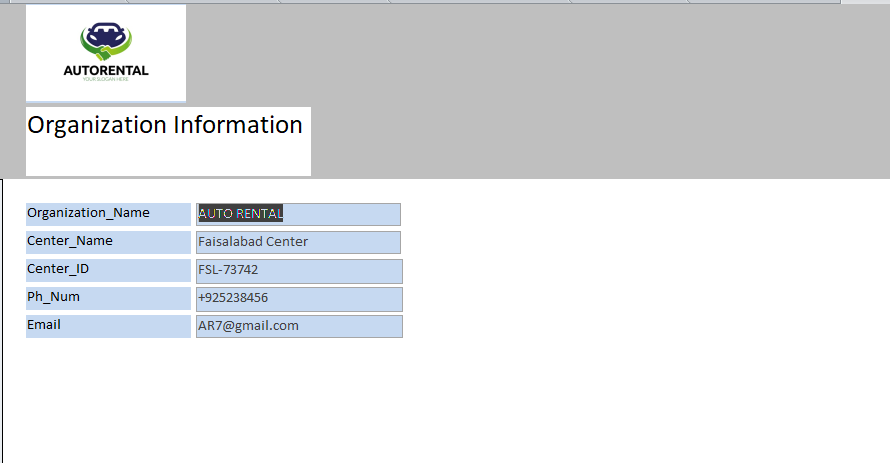 AUTORENTAL
YOUR SLOGAN HERE
Organization Information
Organization_Name AUTO RENTAL
Center_Name Faisalabad Center
Center_ID FSL-73742
Ph_Num +925238456
Email AR7@gmail.com